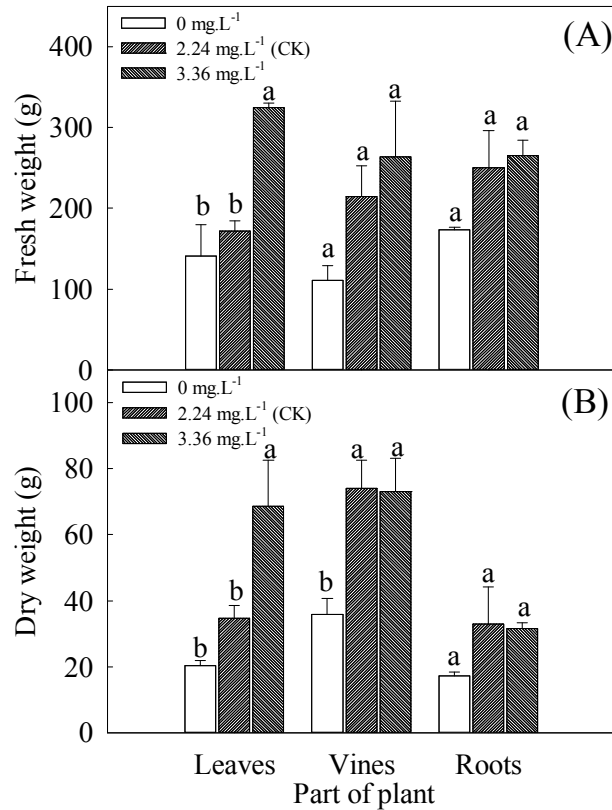 (A)
0 mg.L⁻¹
2.24 mg.L⁻¹ (CK)
3.36 mg.L⁻¹
Fresh weight (g)
400
300
200
100
0
b b a
a a a
a a a
(B)
0 mg.L⁻¹
2.24 mg.L⁻¹ (CK)
3.36 mg.L⁻¹
Dry weight (g)
100
80
60
40
20
0
b b a
b a a
a a a
Leaves Vines Roots
Part of plant